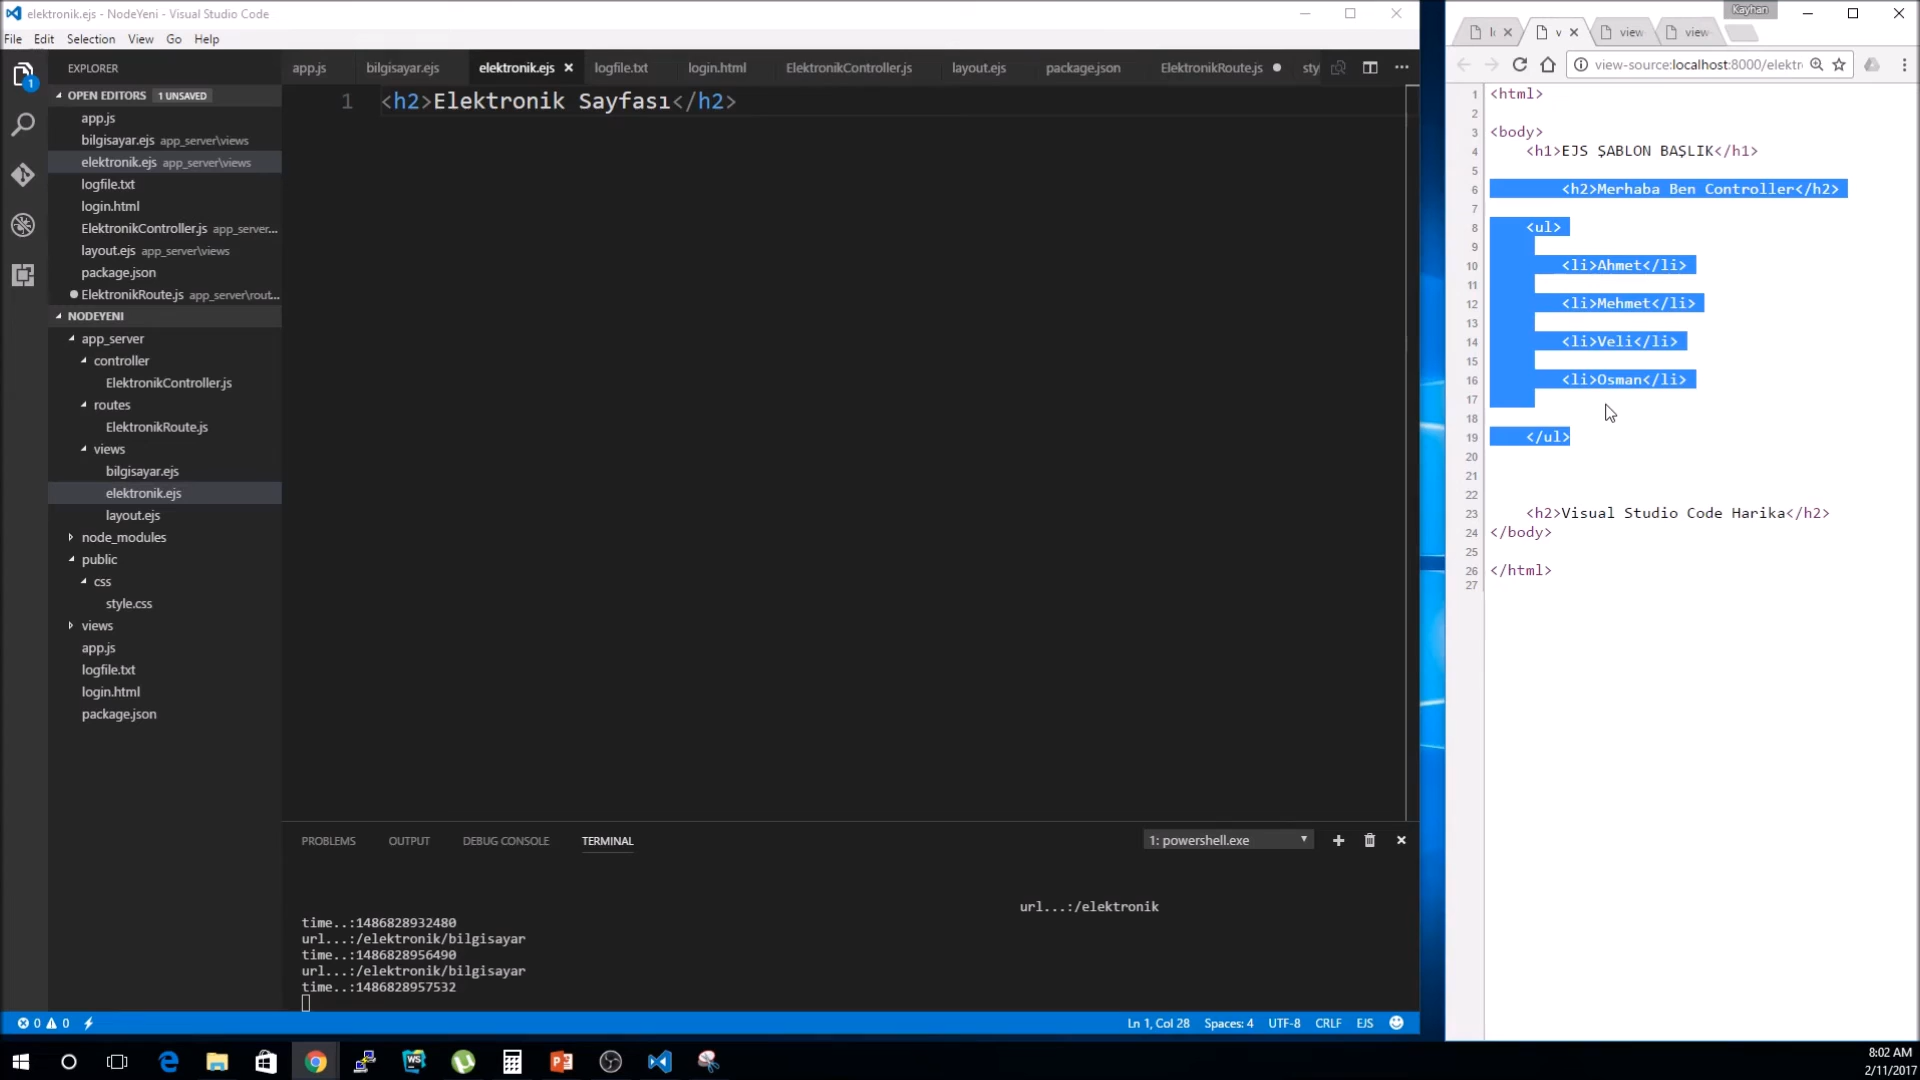 elektronik.ejs - NodeYeni - Visual Studio Code
File Edit Selection View Go Help
EXPLORER
OPEN EDITORS 1 UNSAVED
app.js
bilgisayar.ejs app_server\views
elektronik.ejs app_server\views
logfile.txt
login.html
ElektronikController.js app_server...
layout.ejs app_server\views
package.json
ElektronikRoute.js app_server\rout...
NODEYENI
app_server
controller
ElektronikController.js
routes
ElektronikRoute.js
views
bilgisayar.ejs
elektronik.ejs
layout.ejs
node_modules
public
css
style.css
views
app.js
logfile.txt
login.html
package.json
app.js bilgisayar.ejs elektronik.ejs logfile.txt login.html ElektronikController.js layout.ejs package.json ElektronikRoute.js sty
1 <h2>Elektronik Sayfası</h2>
PROBLEMS OUTPUT DEBUG CONSOLE TERMINAL 1: powershell.exe
url...:/elektronik
time..:1486828932480
url...:/elektronik/bilgisayar
time..:1486828956490
url...:/elektronik/bilgisayar
time..:1486828957532
0 0 Ln 1, Col 28 Spaces: 4 UTF-8 CRLF EJS
Kayhan
v view- view-
view-source:localhost:8000/elektr
1 <html>
2
3 <body>
4 <h1>EJS ŞABLON BAŞLIK</h1>
5
6 <h2>Merhaba Ben Controller</h2>
7
8 <ul>
9
10 <li>Ahmet</li>
11
12 <li>Mehmet</li>
13
14 <li>Veli</li>
15
16 <li>Osman</li>
17
18
19 </ul>
20
21
22
23 <h2>Visual Studio Code Harika</h2>
24 </body>
25
26 </html>
27
8:02 AM
2/11/2017